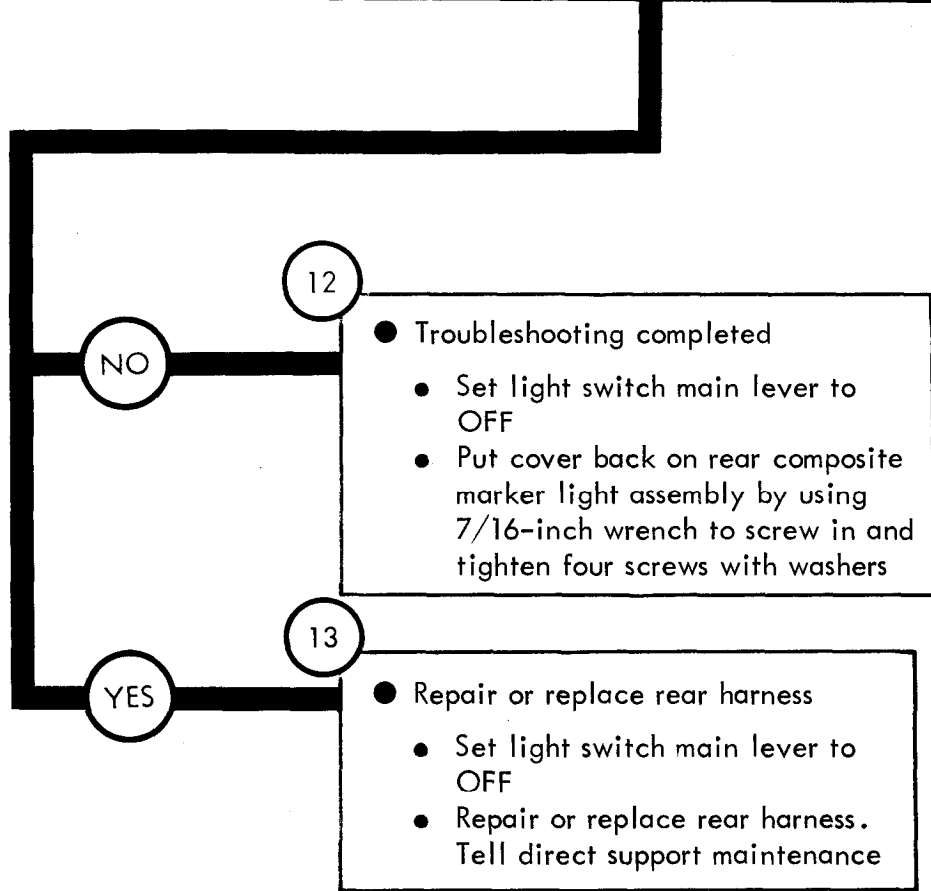 12
NO
● Troubleshooting completed
● Set light switch main lever to
OFF
● Put cover back on rear composite
marker light assembly by using
7/16-inch wrench to screw in and
tighten four screws with washers
13
YES
● Repair or replace rear harness
● Set light switch main lever to
OFF
● Repair or replace rear harness.
Tell direct support maintenance